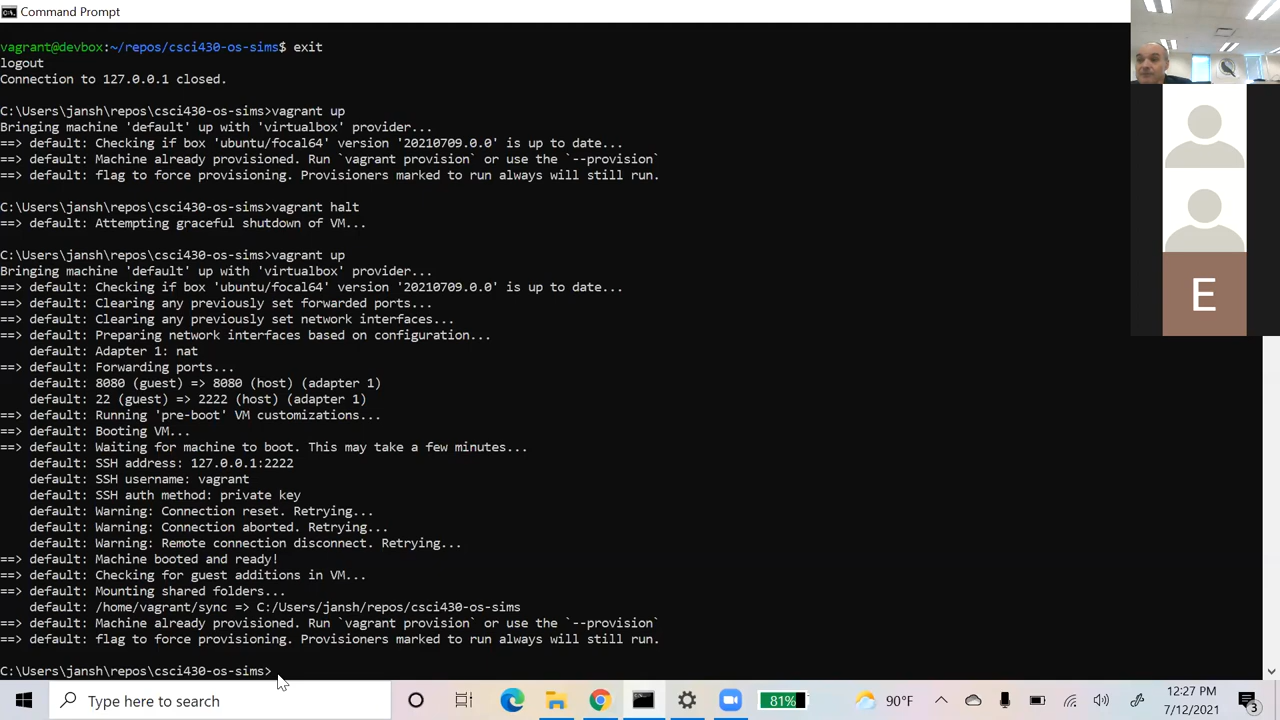 Command Prompt
vagrant@devbox:~/repos/csci430-os-sims$ exit
logout
Connection to 127.0.0.1 closed.
C:\Users\jansh\repos\csci430-os-sims>vagrant up
Bringing machine 'default' up with 'virtualbox' provider...
==> default: Checking if box 'ubuntu/focal64' version '20210709.0.0' is up to date...
==> default: Machine already provisioned. Run `vagrant provision` or use the `--provision`
==> default: flag to force provisioning. Provisioners marked to run always will still run.
C:\Users\jansh\repos\csci430-os-sims>vagrant halt
==> default: Attempting graceful shutdown of VM...
C:\Users\jansh\repos\csci430-os-sims>vagrant up
Bringing machine 'default' up with 'virtualbox' provider...
==> default: Checking if box 'ubuntu/focal64' version '20210709.0.0' is up to date...
==> default: Clearing any previously set forwarded ports...
==> default: Clearing any previously set network interfaces...
==> default: Preparing network interfaces based on configuration...
default: Adapter 1: nat
==> default: Forwarding ports...
default: 8080 (guest) => 8080 (host) (adapter 1)
default: 22 (guest) => 2222 (host) (adapter 1)
==> default: Running 'pre-boot' VM customizations...
==> default: Booting VM...
==> default: Waiting for machine to boot. This may take a few minutes...
default: SSH address: 127.0.0.1:2222
default: SSH username: vagrant
default: SSH auth method: private key
default: Warning: Connection reset. Retrying...
default: Warning: Connection aborted. Retrying...
default: Warning: Remote connection disconnect. Retrying...
==> default: Machine booted and ready!
==> default: Checking for guest additions in VM...
==> default: Mounting shared folders...
default: /home/vagrant/sync => C:/Users/jansh/repos/csci430-os-sims
==> default: Machine already provisioned. Run `vagrant provision` or use the `--provision`
==> default: flag to force provisioning. Provisioners marked to run always will still run.
C:\Users\jansh\repos\csci430-os-sims>
E
Type here to search
81%
90°F
12:27 PM
7/12/2021
3